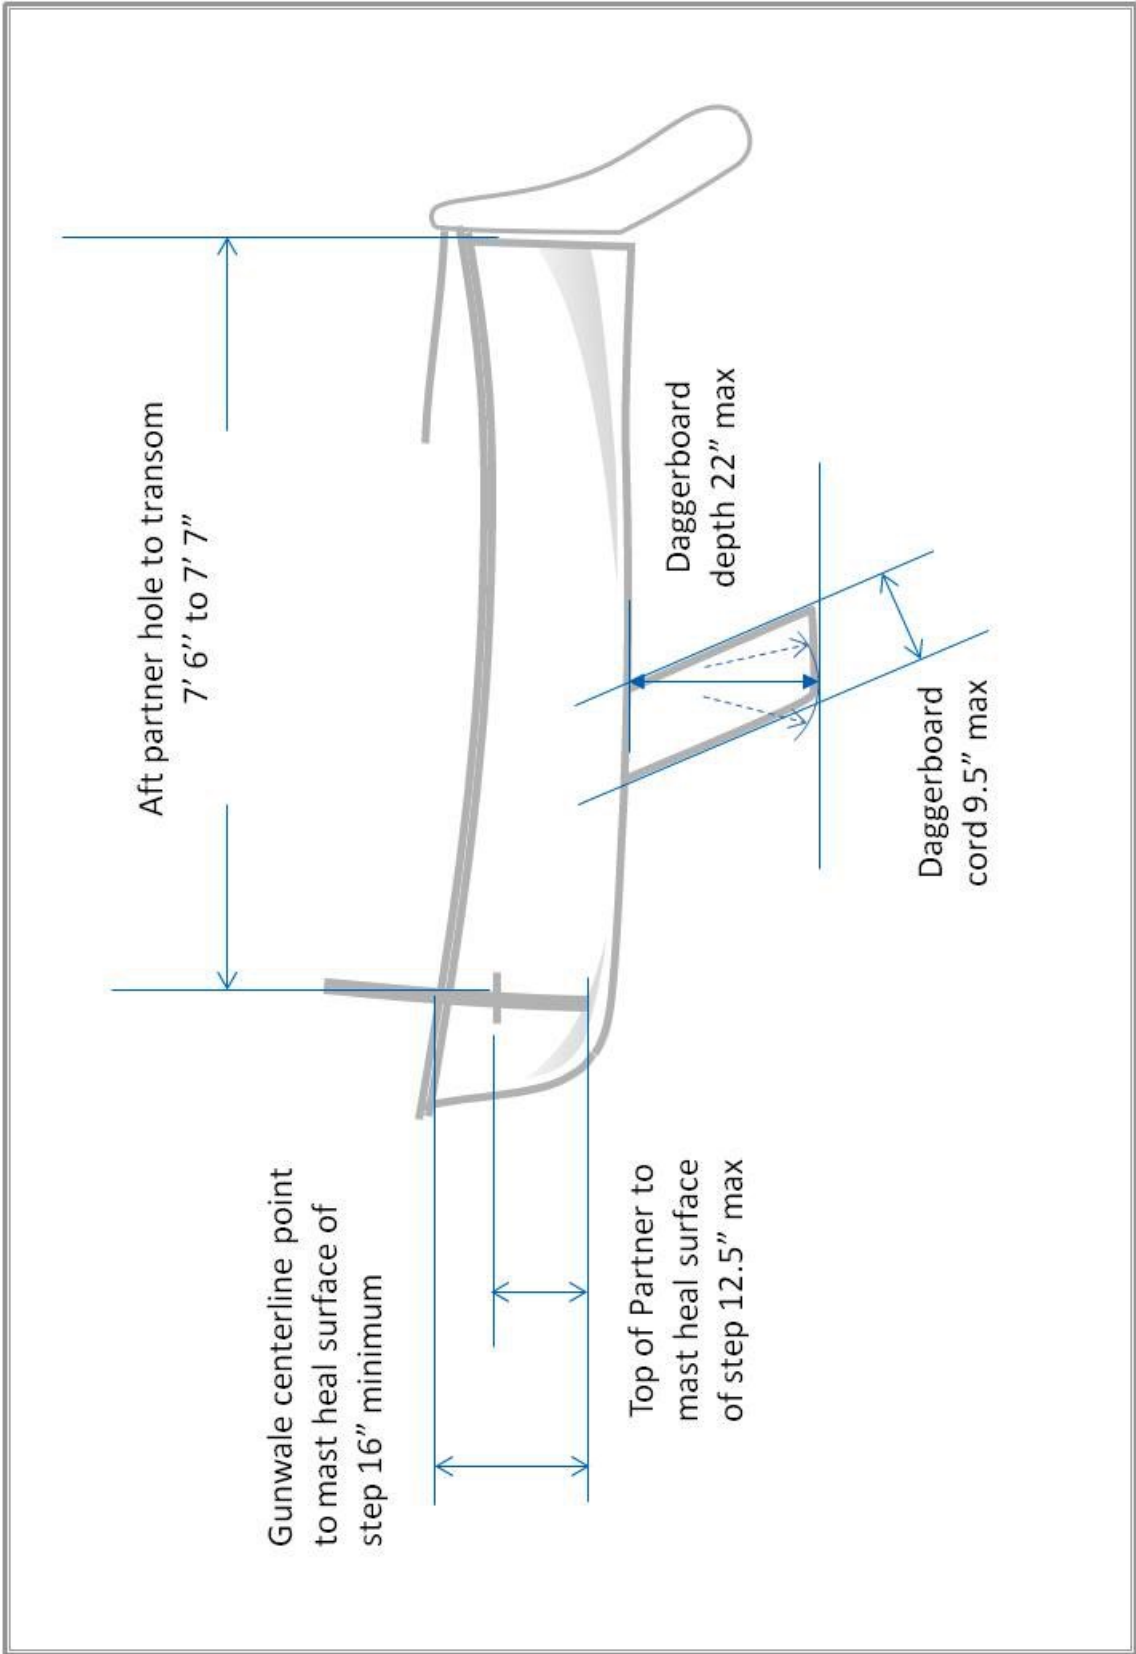 Aft partner hole to transom
7’ 6’’ to 7’ 7”
Gunwale centerline point
to mast heal surface of
step 16” minimum
Top of Partner to
mast heal surface
of step 12.5” max
Daggerboard
depth 22” max
Daggerboard
cord 9.5” max